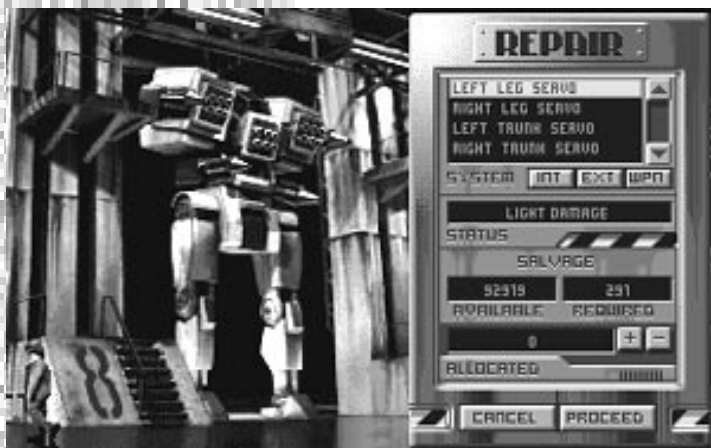 REPAIR
LEFT LEG SERVO
RIGHT LEG SERVO
LEFT TRUNK SERVO
RIGHT TRUNK SERVO
SYSTEM INT EXT WPN
LIGHT DAMAGE
STATUS
SALVAGE
92919 291
AVAILABLE REQUIRED
0 + -
ALLOCATED
CANCEL PROCEED
8